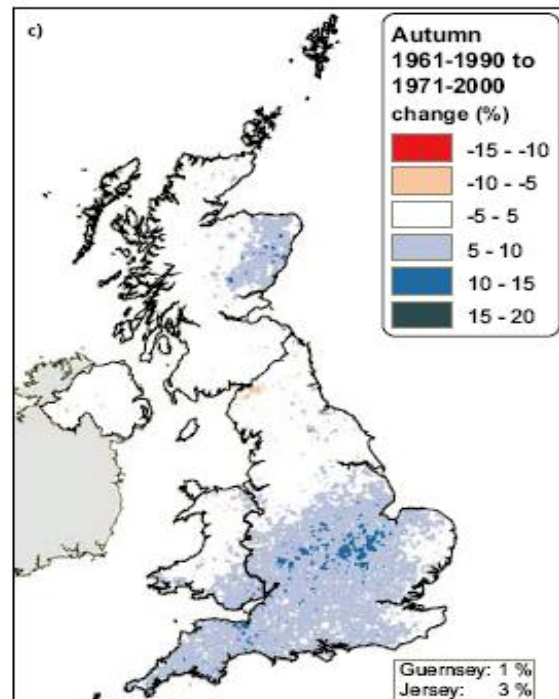 c)
Autumn
1961-1990 to
1971-2000
change (%)
-15 - -10
-10 - -5
-5 - 5
5 - 10
10 - 15
15 - 20
Guernsey: 1 %
Jersey: 3 %